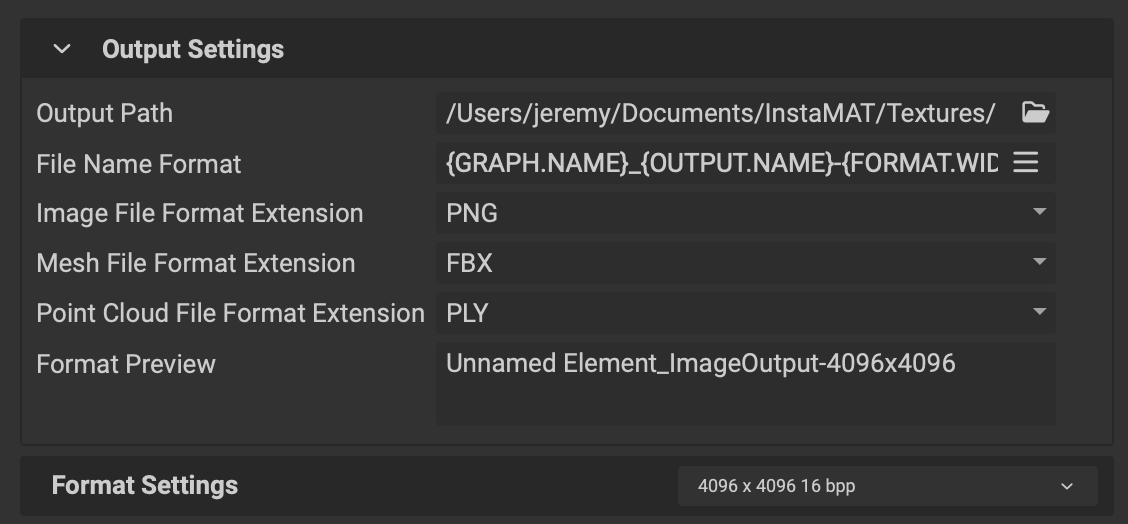 Output Settings
Output Path /Users/jeremy/Documents/InstaMAT/Textures/
File Name Format {GRAPH.NAME}_{OUTPUT.NAME}-{FORMAT.WID
Image File Format Extension PNG
Mesh File Format Extension FBX
Point Cloud File Format Extension PLY
Format Preview Unnamed Element_ImageOutput-4096x4096
Format Settings 4096 x 4096 16 bpp